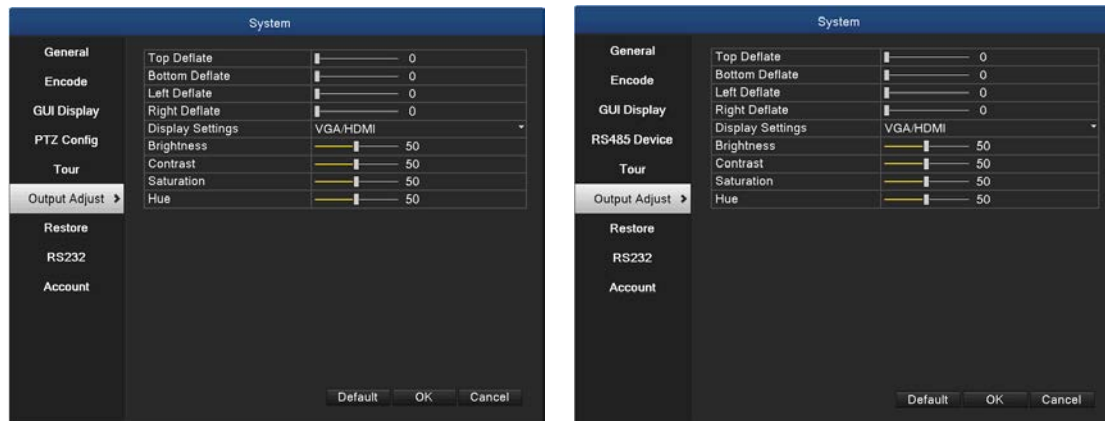 System
General
Encode
GUI Display
PTZ Config
Tour
Output Adjust >
Restore
RS232
Account
Top Deflate 0
Bottom Deflate 0
Left Deflate 0
Right Deflate 0
Display Settings VGA/HDMI
Brightness 50
Contrast 50
Saturation 50
Hue 50
Default OK Cancel
System
General
Encode
GUI Display
RS485 Device
Tour
Output Adjust >
Restore
RS232
Account
Top Deflate 0
Bottom Deflate 0
Left Deflate 0
Right Deflate 0
Display Settings VGA/HDMI
Brightness 50
Contrast 50
Saturation 50
Hue 50
Default OK Cancel